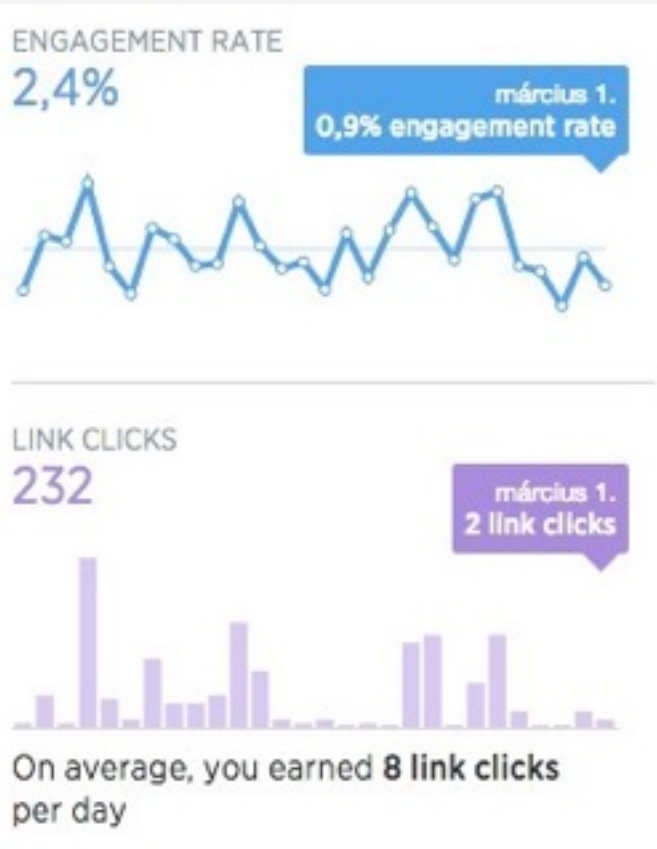 ENGAGEMENT RATE
2,4%
március 1.
0,9% engagement rate
LINK CLICKS
232
március 1.
2 link clicks
On average, you earned 8 link clicks
per day